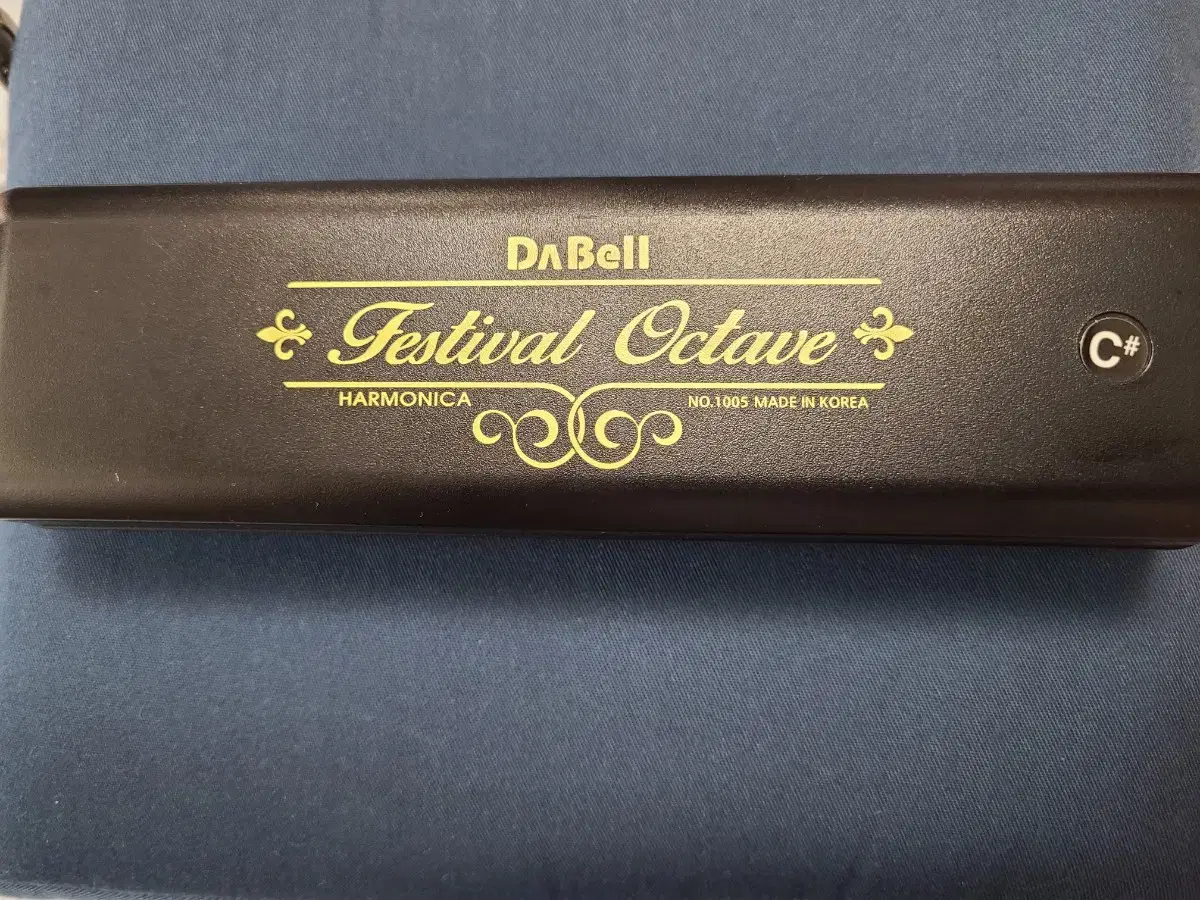 DaBell
Festival Octave
C#
HARMONICA
NO.1005 MADE IN KOREA